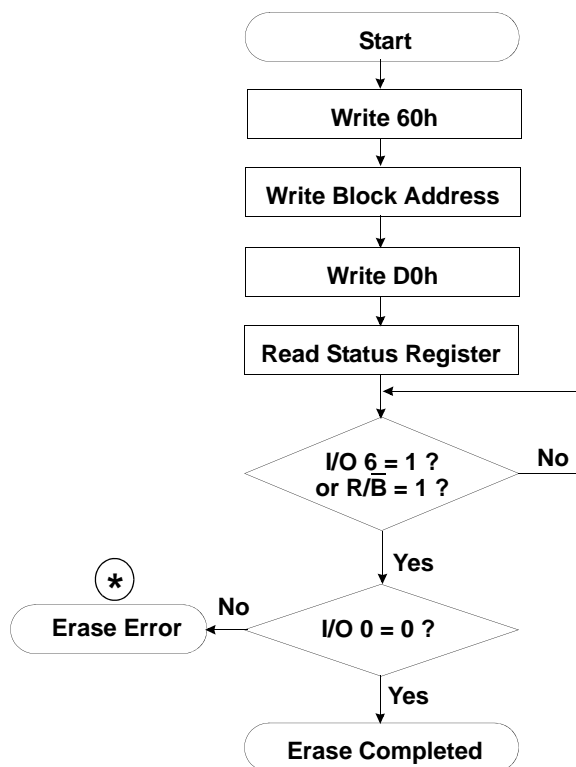 Start
Write 60h
Write Block Address
Write D0h
Read Status Register
I/O 6 = 1 ?
or R/B̅ = 1 ?
No
Yes
*
No
Erase Error
I/O 0 = 0 ?
Yes
Erase Completed